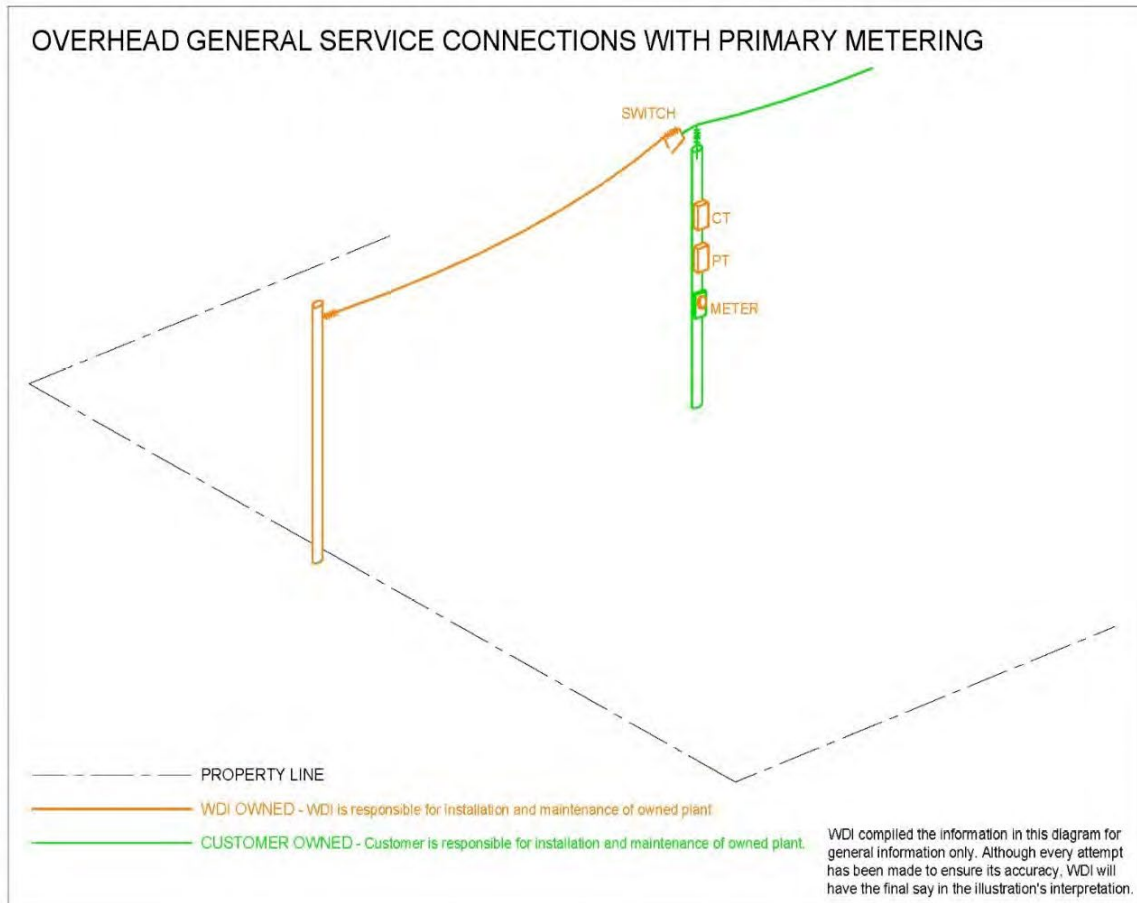 OVERHEAD GENERAL SERVICE CONNECTIONS WITH PRIMARY METERING
SWITCH
CT
PT
METER
PROPERTY LINE
WDI OWNED - WDI is responsible for installation and maintenance of owned plant
CUSTOMER OWNED - Customer is responsible for installation and maintenance of owned plant.
WDI compiled the information in this diagram for
general information only. Although every attempt
has been made to ensure its accuracy, WDI will
have the final say in the illustration's interpretation.